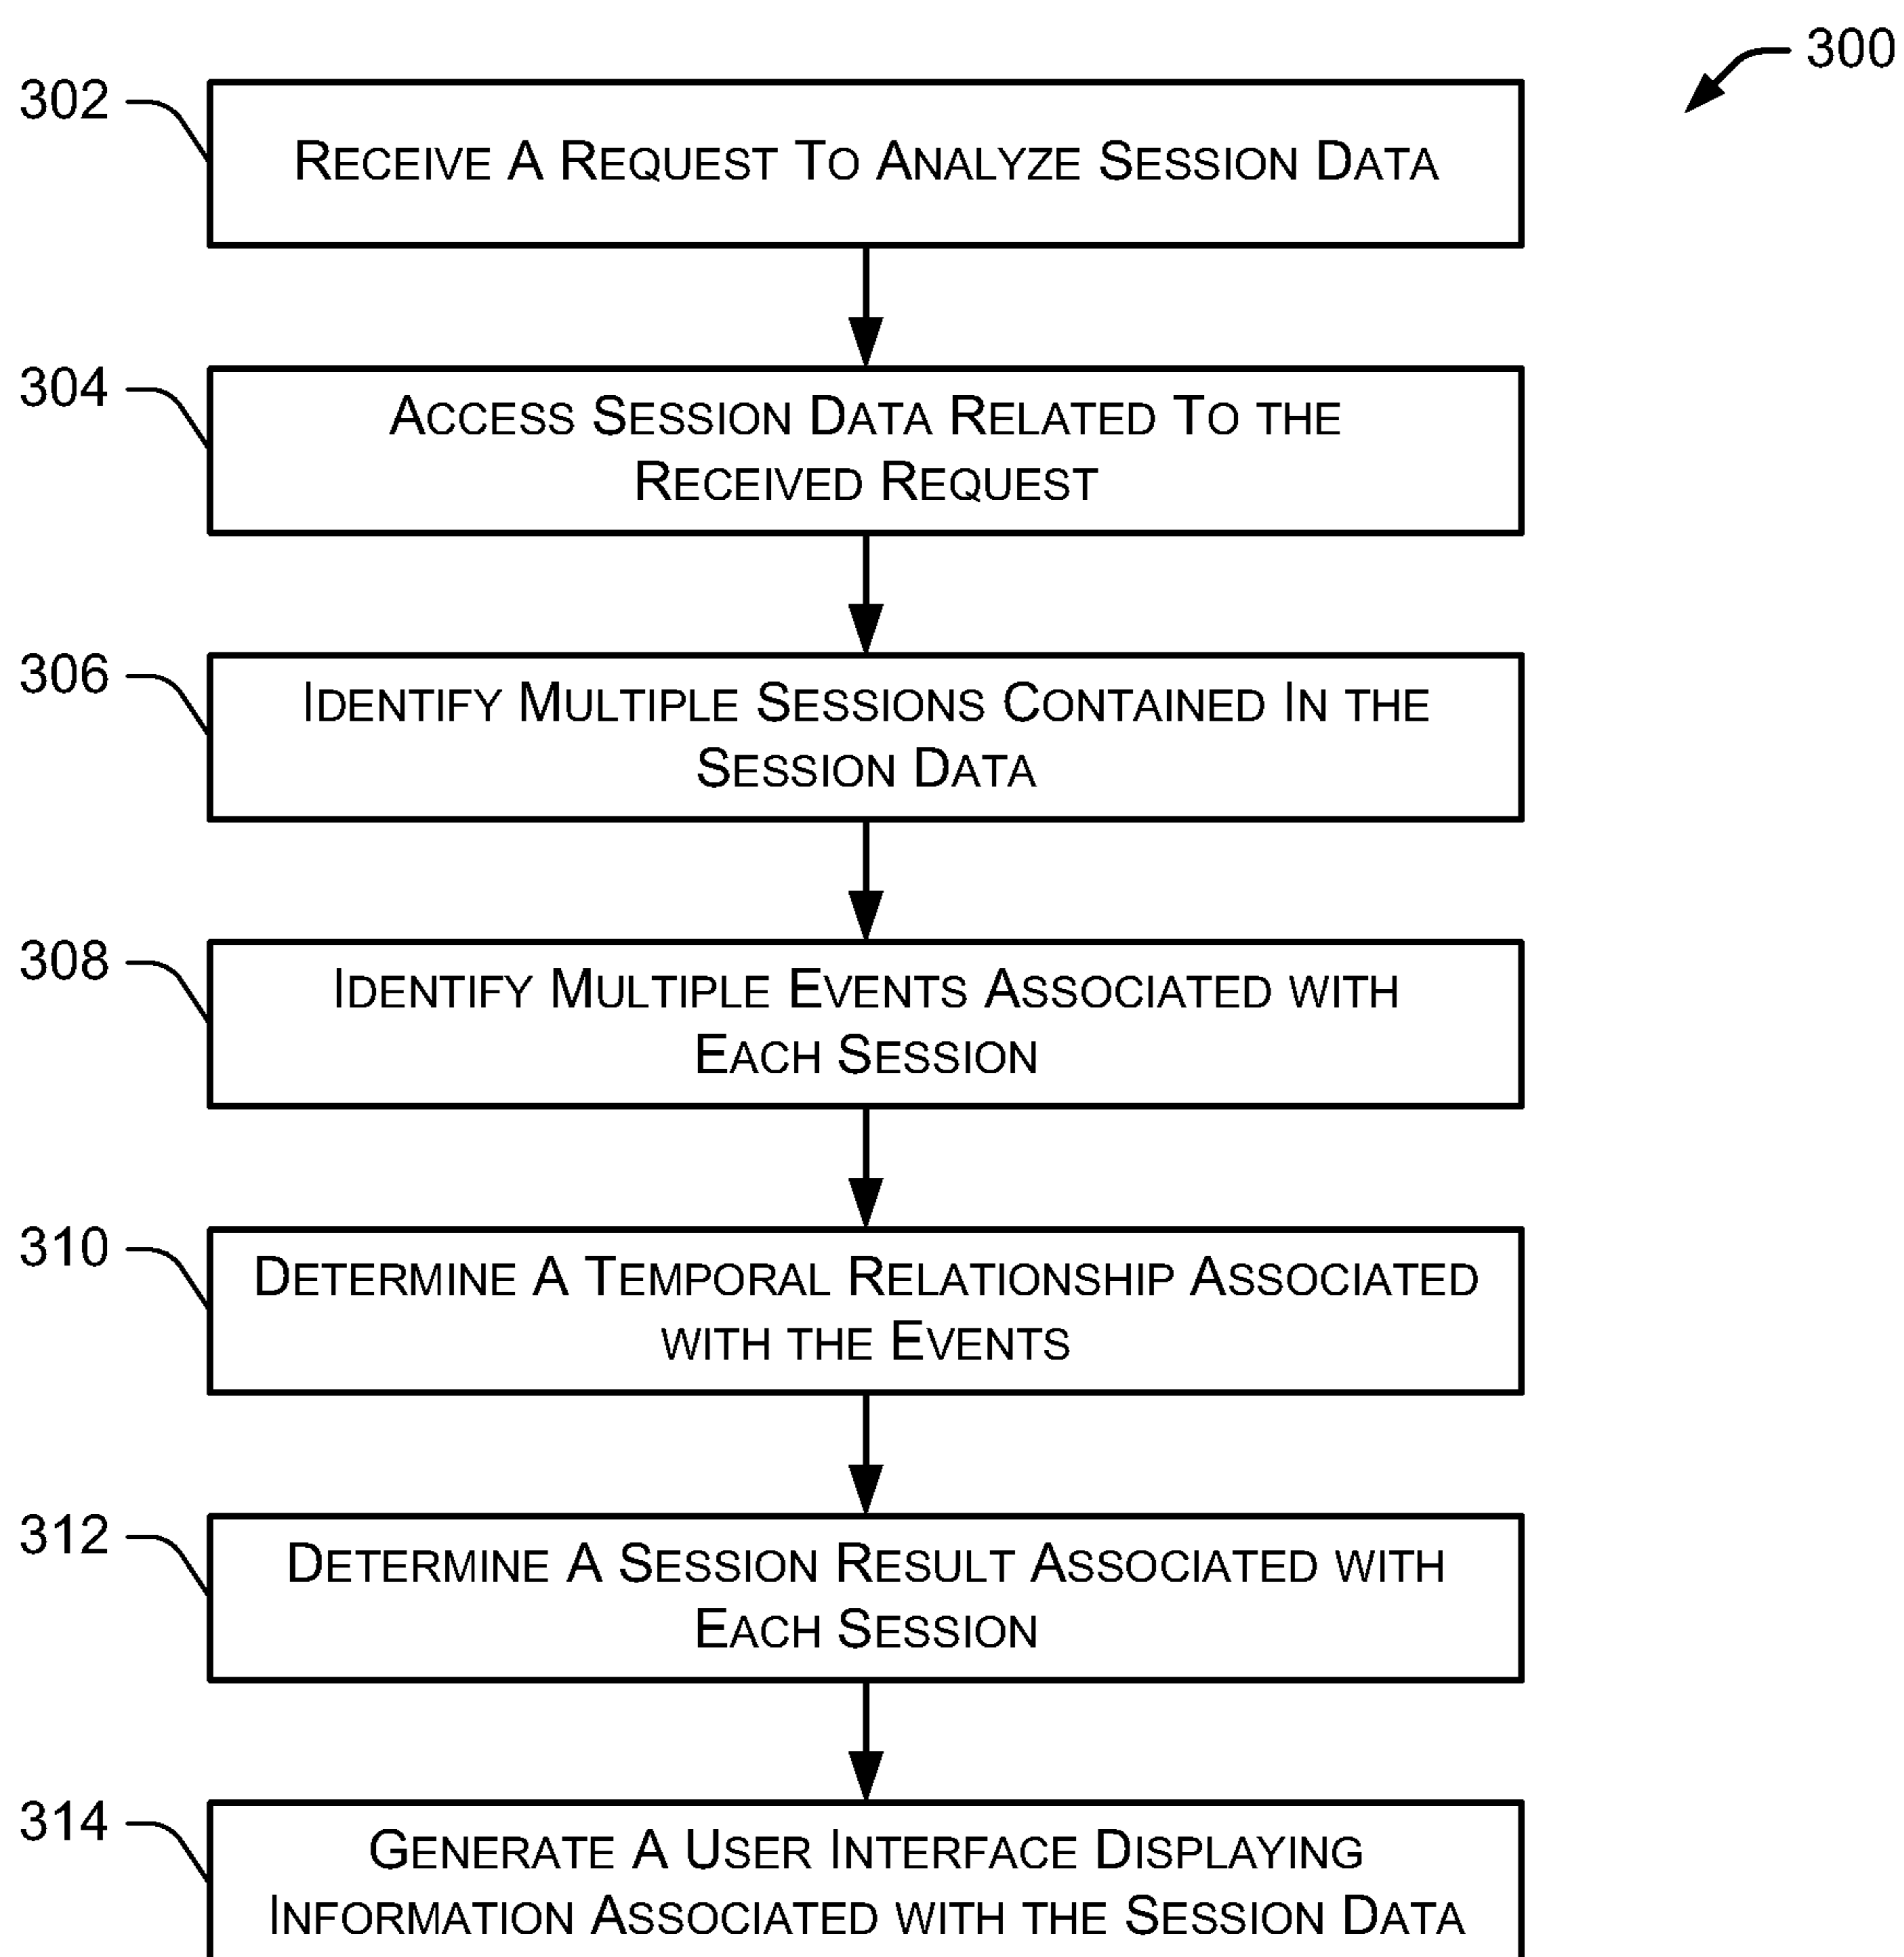 300
302
RECEIVE A REQUEST TO ANALYZE SESSION DATA
304
ACCESS SESSION DATA RELATED TO THE
RECEIVED REQUEST
306
IDENTIFY MULTIPLE SESSIONS CONTAINED IN THE
SESSION DATA
308
IDENTIFY MULTIPLE EVENTS ASSOCIATED WITH
EACH SESSION
310
DETERMINE A TEMPORAL RELATIONSHIP ASSOCIATED
WITH THE EVENTS
312
DETERMINE A SESSION RESULT ASSOCIATED WITH
EACH SESSION
314
GENERATE A USER INTERFACE DISPLAYING
INFORMATION ASSOCIATED WITH THE SESSION DATA